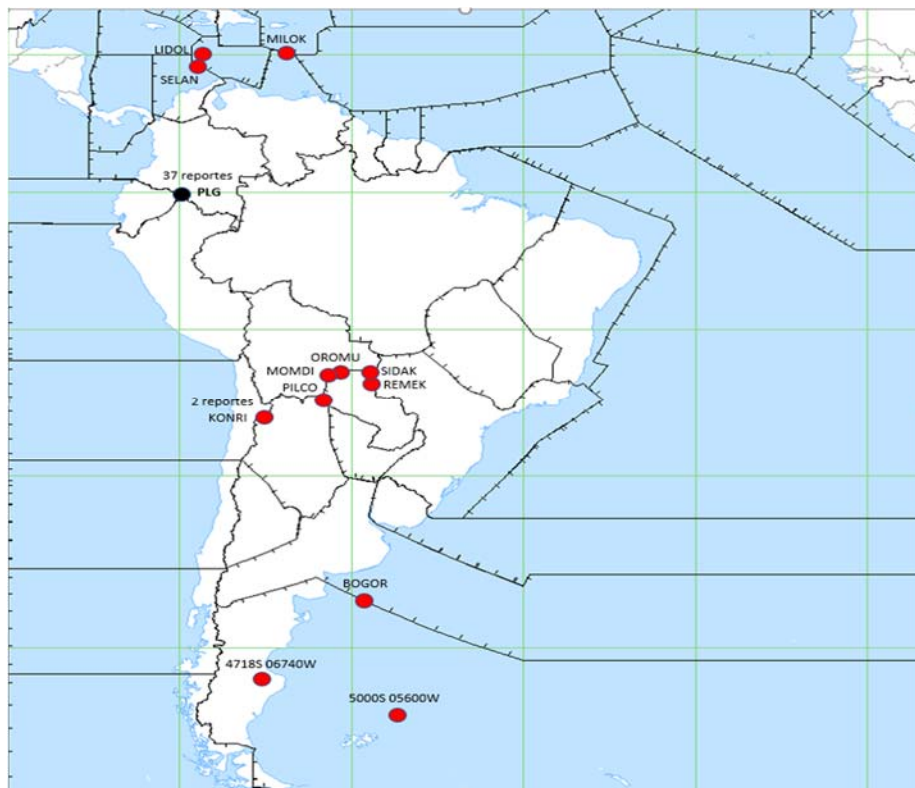 LIDOL
MILOK
SELAN
37 reportes
PLG
OROMU
MOMDI
SIDAK
PILCO
REMEK
2 reportes
KONRI
BOGOR
4718S 06740W
5000S 05600W